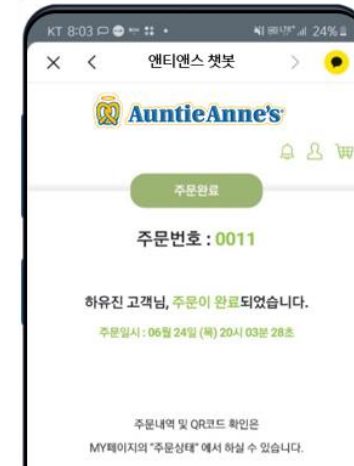 KT 8:03 24%
앤티앤스 챗봇
Auntie Anne's
주문완료
주문번호 : 0011
하유진 고객님, 주문이 완료되었습니다.
주문일시 : 06월 24일 (목) 20시 03분 28초
주문내역 및 QR코드 확인은
MY페이지의 "주문상태" 에서 하실 수 있습니다.